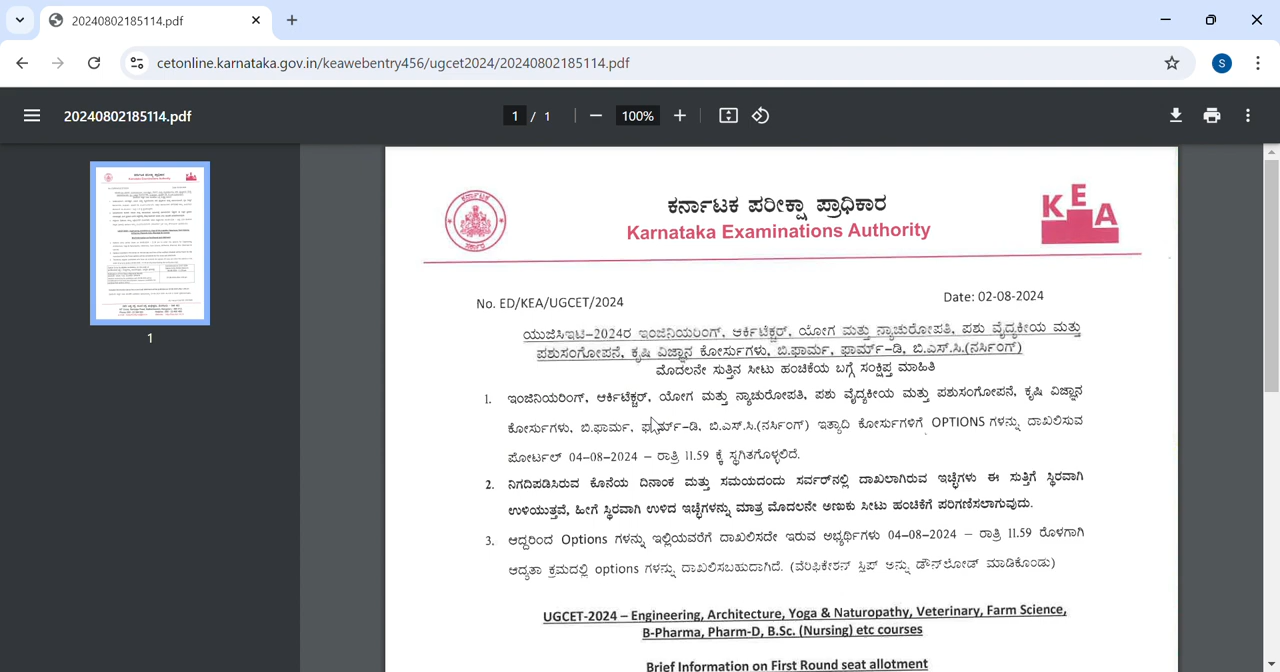 20240802185114.pdf
cetonline.karnataka.gov.in/keawebentry456/ugcet2024/20240802185114.pdf
S
20240802185114.pdf
1 / 1
100%
1
ಕರ್ನಾಟಕ ಪರೀಕ್ಷಾ ಪ್ರಾಧಿಕಾರ
Karnataka Examinations Authority
KEA
No. ED/KEA/UGCET/2024
Date: 02-08-2024
ಯುಜಿಸಿಇಟಿ–2024ರ ಇಂಜಿನಿಯರಿಂಗ್, ಆರ್ಕಿಟೆಕ್ಚರ್, ಯೋಗ ಮತ್ತು ನ್ಯಾಚುರೋಪತಿ, ಪಶು ವೈದ್ಯಕೀಯ ಮತ್ತು
ಪಶುಸಂಗೋಪನೆ, ಕೃಷಿ ವಿಜ್ಞಾನ ಕೋರ್ಸುಗಳು, ಬಿ.ಫಾರ್ಮ, ಫಾರ್ಮ್–ಡಿ, ಬಿ.ಎಸ್.ಸಿ.(ನರ್ಸಿಂಗ್)
ಮೊದಲನೇ ಸುತ್ತಿನ ಸೀಟು ಹಂಚಿಕೆಯ ಬಗ್ಗೆ ಸಂಕ್ಷಿಪ್ತ ಮಾಹಿತಿ
1. ಇಂಜಿನಿಯರಿಂಗ್, ಆರ್ಕಿಟೆಕ್ಚರ್, ಯೋಗ ಮತ್ತು ನ್ಯಾಚುರೋಪತಿ, ಪಶು ವೈದ್ಯಕೀಯ ಮತ್ತು ಪಶುಸಂಗೋಪನೆ, ಕೃಷಿ ವಿಜ್ಞಾನ
ಕೋರ್ಸುಗಳು, ಬಿ.ಫಾರ್ಮ, ಫಾರ್ಮ್–ಡಿ, ಬಿ.ಎಸ್.ಸಿ.(ನರ್ಸಿಂಗ್) ಇತ್ಯಾದಿ ಕೋರ್ಸುಗಳಿಗೆ OPTIONS ಗಳನ್ನು ದಾಖಲಿಸುವ
ಪೋರ್ಟಲ್ 04–08–2024 – ರಾತ್ರಿ 11.59 ಕ್ಕೆ ಸ್ಥಗಿತಗೊಳ್ಳಲಿದೆ.
2. ನಿಗದಿಪಡಿಸಿರುವ ಕೊನೆಯ ದಿನಾಂಕ ಮತ್ತು ಸಮಯದಂದು ಸರ್ವರ್‌ನಲ್ಲಿ ದಾಖಲಾಗಿರುವ ಇಚ್ಛೆಗಳು ಈ ಸುತ್ತಿಗೆ ಸ್ಥಿರವಾಗಿ
ಉಳಿಯುತ್ತವೆ, ಹೀಗೆ ಸ್ಥಿರವಾಗಿ ಉಳಿದ ಇಚ್ಛೆಗಳನ್ನು ಮಾತ್ರ ಮೊದಲನೇ ಅಣುಕು ಸೀಟು ಹಂಚಿಕೆಗೆ ಪರಿಗಣಿಸಲಾಗುವುದು.
3. ಆದ್ದರಿಂದ Options ಗಳನ್ನು ಇಲ್ಲಿಯವರೆಗೆ ದಾಖಲಿಸದೇ ಇರುವ ಅಭ್ಯರ್ಥಿಗಳು 04–08–2024 – ರಾತ್ರಿ 11.59 ರೊಳಗಾಗಿ
ಆದ್ಯತಾ ಕ್ರಮದಲ್ಲಿ options ಗಳನ್ನು ದಾಖಲಿಸಬಹುದಾಗಿದೆ. (ವೆರಿಫಿಕೇಶನ್ ಸ್ಲಿಪ್ ಅನ್ನು ಡೌನ್‌ಲೋಡ್ ಮಾಡಿಕೊಂಡು)
UGCET-2024 – Engineering, Architecture, Yoga & Naturopathy, Veterinary, Farm Science,
B-Pharma, Pharm-D, B.Sc. (Nursing) etc courses
Brief Information on First Round seat allotment